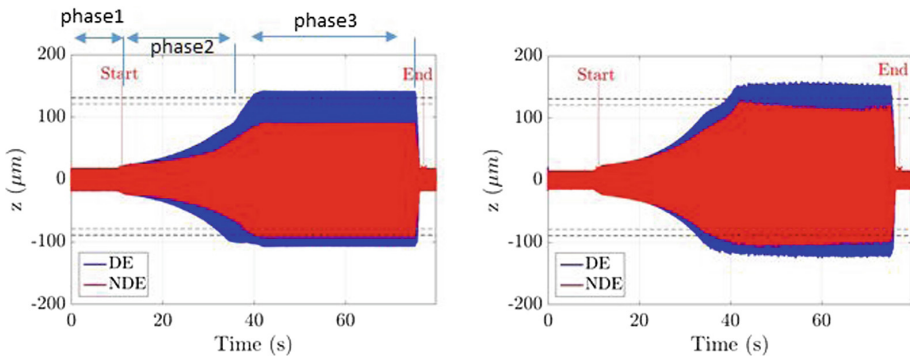 phase1
phase2
phase3
200
100
0
-100
-200
z (μm)
Start
End
DE
NDE
0
20
40
60
Time (s)
200
100
0
-100
-200
z (μm)
Start
End
DE
NDE
0
20
40
60
Time (s)